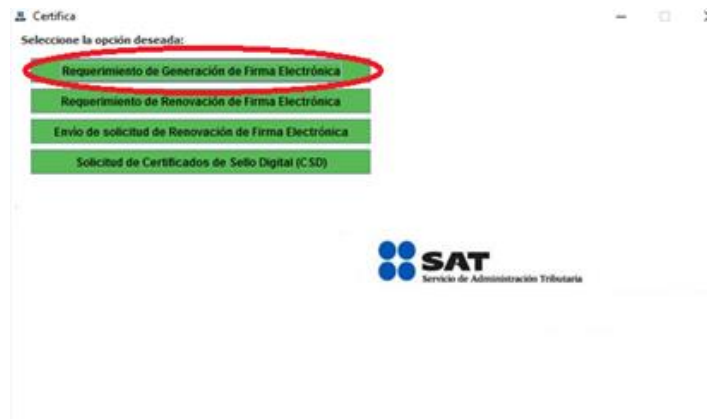 Certifica
Seleccione la opción deseada:
Requerimiento de Generación de Firma Electrónica
Requerimiento de Renovación de Firma Electrónica
Envío de solicitud de Renovación de Firma Electrónica
Solicitud de Certificados de Sello Digital (CSD)
SAT
Servicio de Administración Tributaria